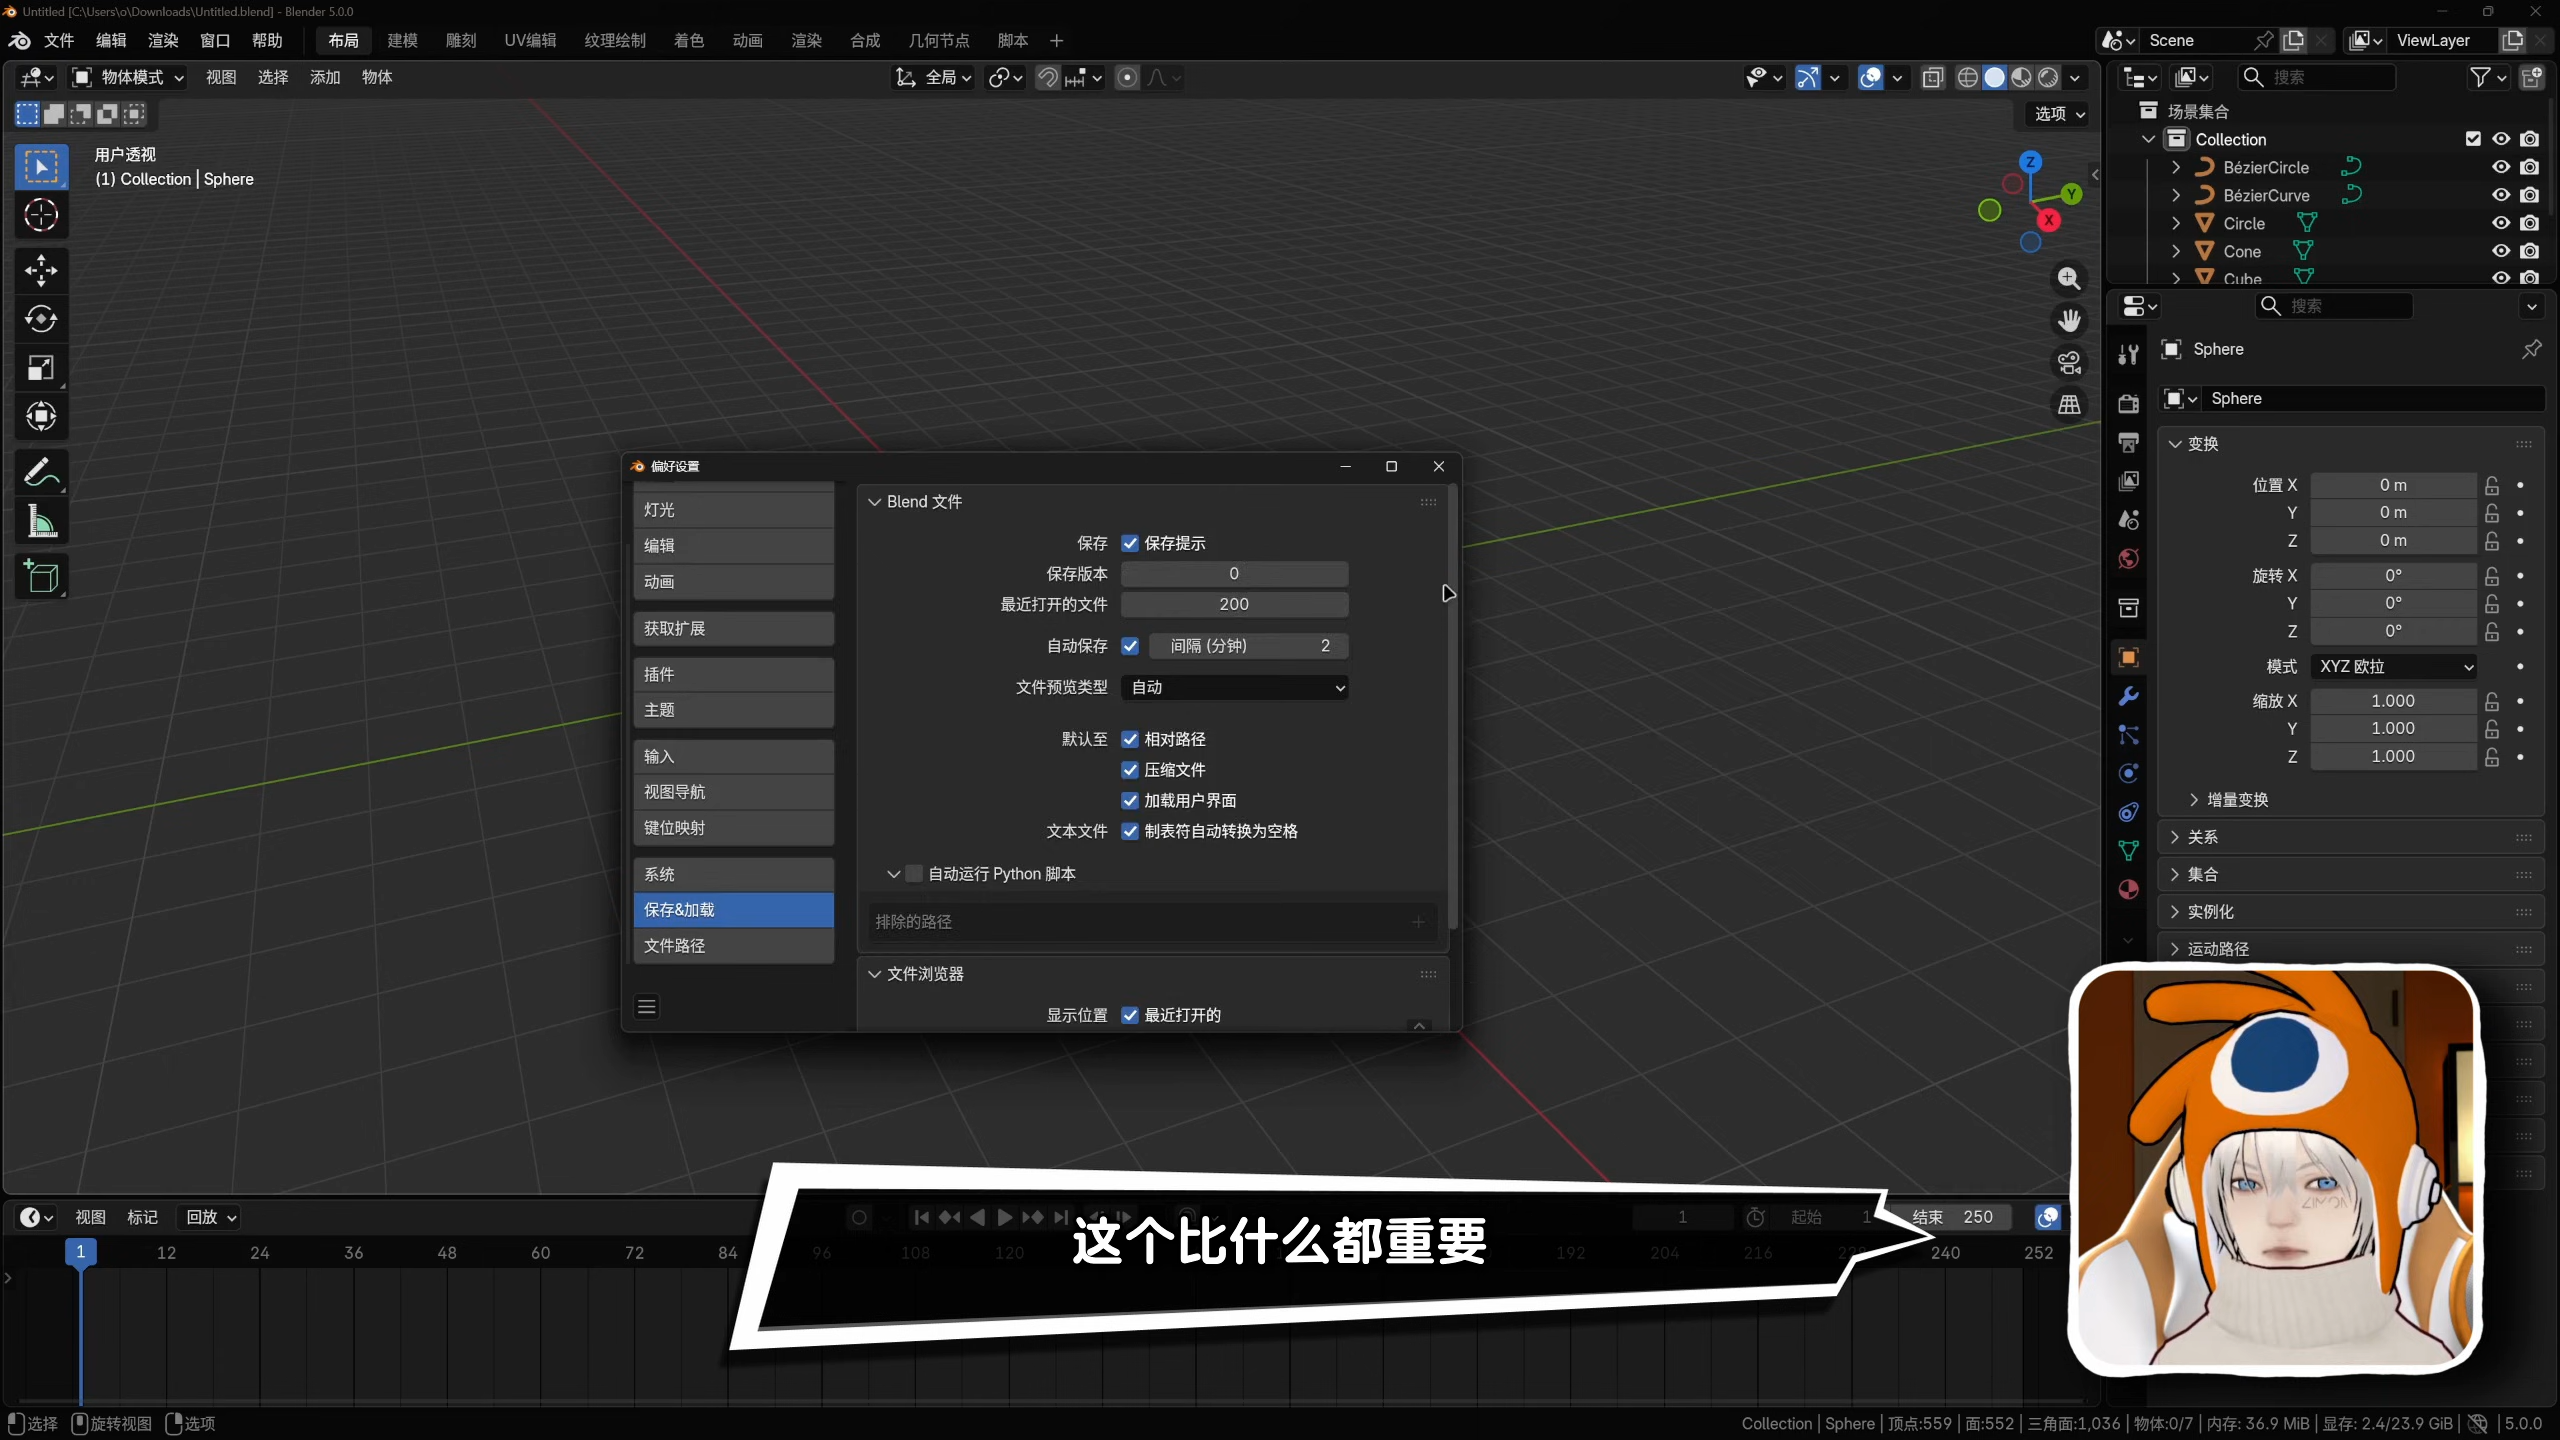 Untitled [C:\Users\o\Downloads\Untitled.blend] - Blender 5.0.0
文件 编辑 渲染 窗口 帮助 布局 建模 雕刻 UV编辑 纹理绘制 着色 动画 渲染 合成 几何节点 脚本 + Scene ViewLayer
物体模式 视图 选择 添加 物体 全局 搜索
选项
用户透视
(1) Collection | Sphere
Z
Y
X
场景集合
Collection
BézierCircle
BézierCurve
Circle
Cone
Cube
搜索
Sphere
Sphere
变换
位置 X 0 m
Y 0 m
Z 0 m
旋转 X 0°
Y 0°
Z 0°
模式 XYZ 欧拉
缩放 X 1.000
Y 1.000
Z 1.000
增量变换
关系
集合
实例化
运动路径
偏好设置
灯光
编辑
动画
获取扩展
插件
主题
输入
视图导航
键位映射
系统
保存&加载
文件路径
Blend 文件
保存 保存提示
保存版本 0
最近打开的文件 200
自动保存 间隔 (分钟) 2
文件预览类型 自动
默认至 相对路径
压缩文件
加载用户界面
文本文件 制表符自动转换为空格
自动运行 Python 脚本
排除的路径
文件浏览器
显示位置 最近打开的
视图 标记 回放 1 起始 1 结束 250
1 12 24 36 48 60 72 84 96 108 120 192 204 216 228 240 252
这个比什么都重要
选择 旋转视图 选项
Collection | Sphere | 顶点:559 | 面:552 | 三角面:1,036 | 物体:0/7 | 内存: 36.9 MiB | 显存: 2.4/23.9 GiB | 5.0.0